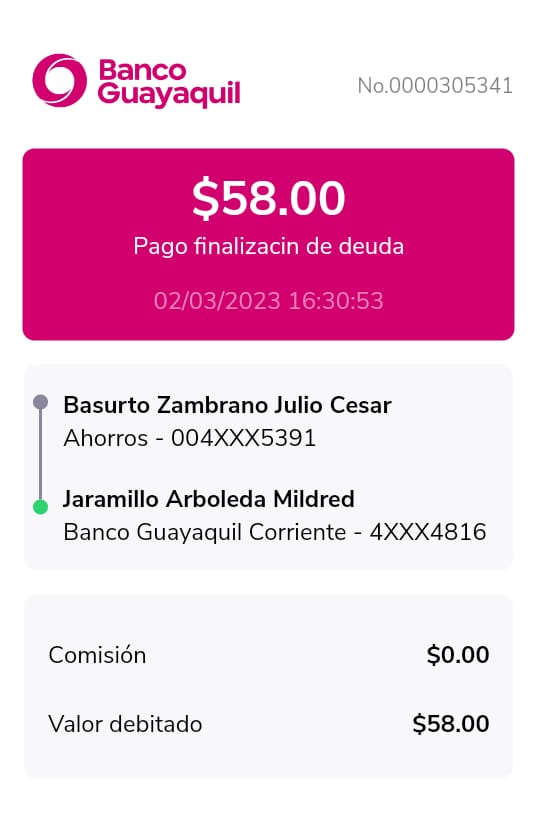 Banco
Guayaquil
No.0000305341
$58.00
Pago finalizacin de deuda
02/03/2023 16:30:53
Basurto Zambrano Julio Cesar
Ahorros - 004XXX5391
Jaramillo Arboleda Mildred
Banco Guayaquil Corriente - 4XXX4816
Comisión $0.00
Valor debitado $58.00